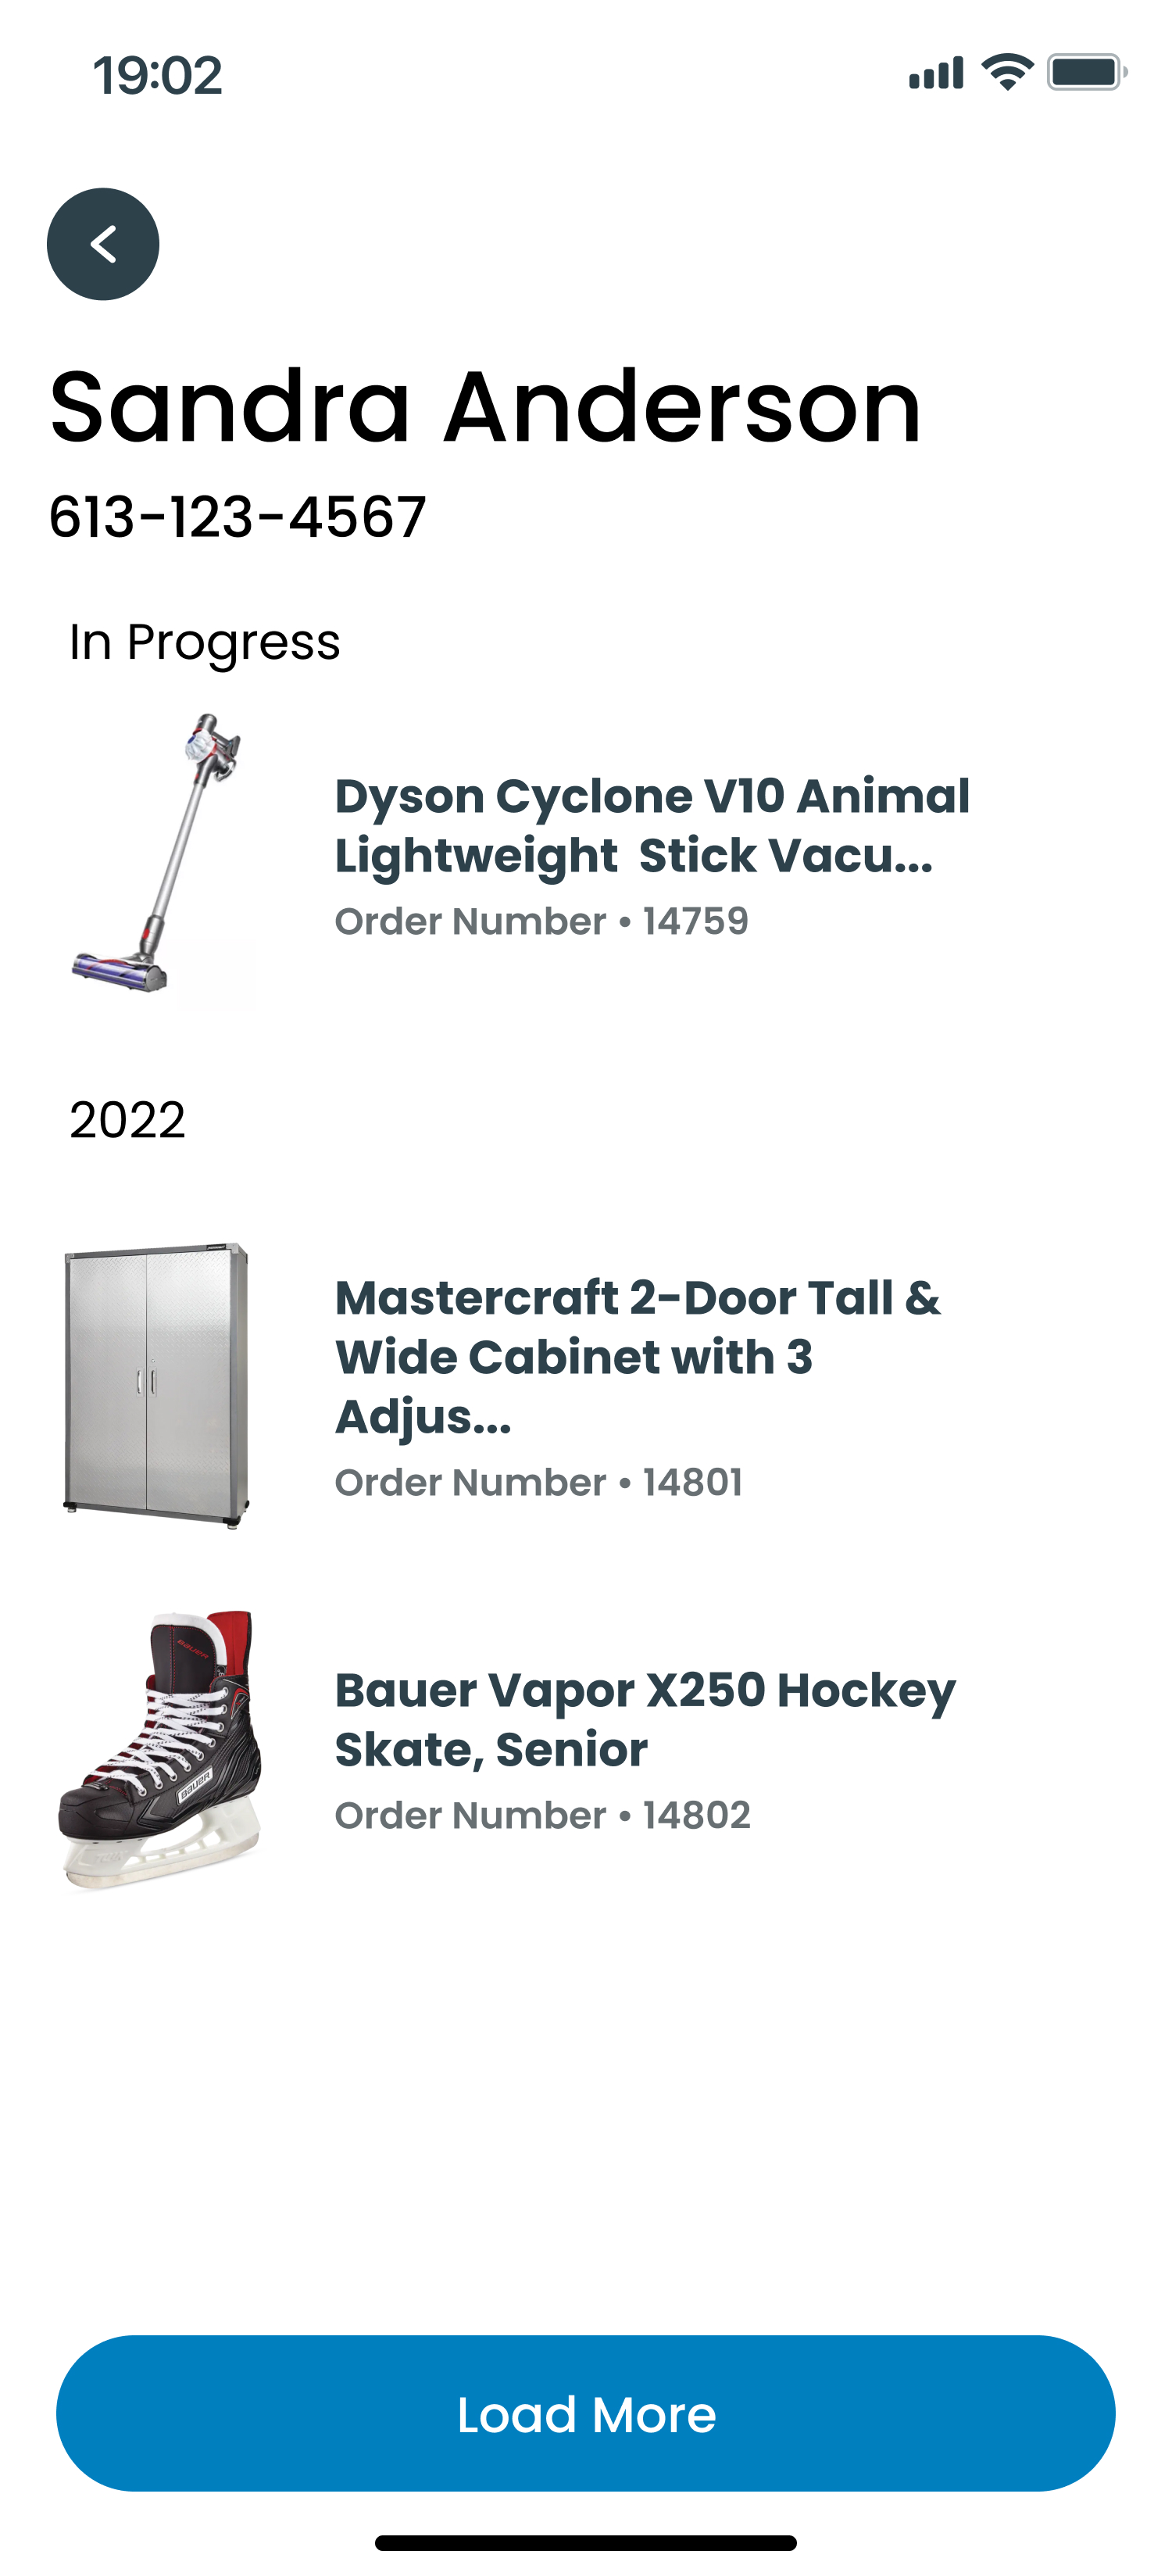 19:02
Sandra Anderson
613-123-4567
In Progress
Dyson Cyclone V10 Animal
Lightweight  Stick Vacu...
Order Number • 14759
2022
Mastercraft 2-Door Tall &
Wide Cabinet with 3
Adjus...
Order Number • 14801
BAUER
BAUER
Bauer Vapor X250 Hockey
Skate, Senior
Order Number • 14802
Load More